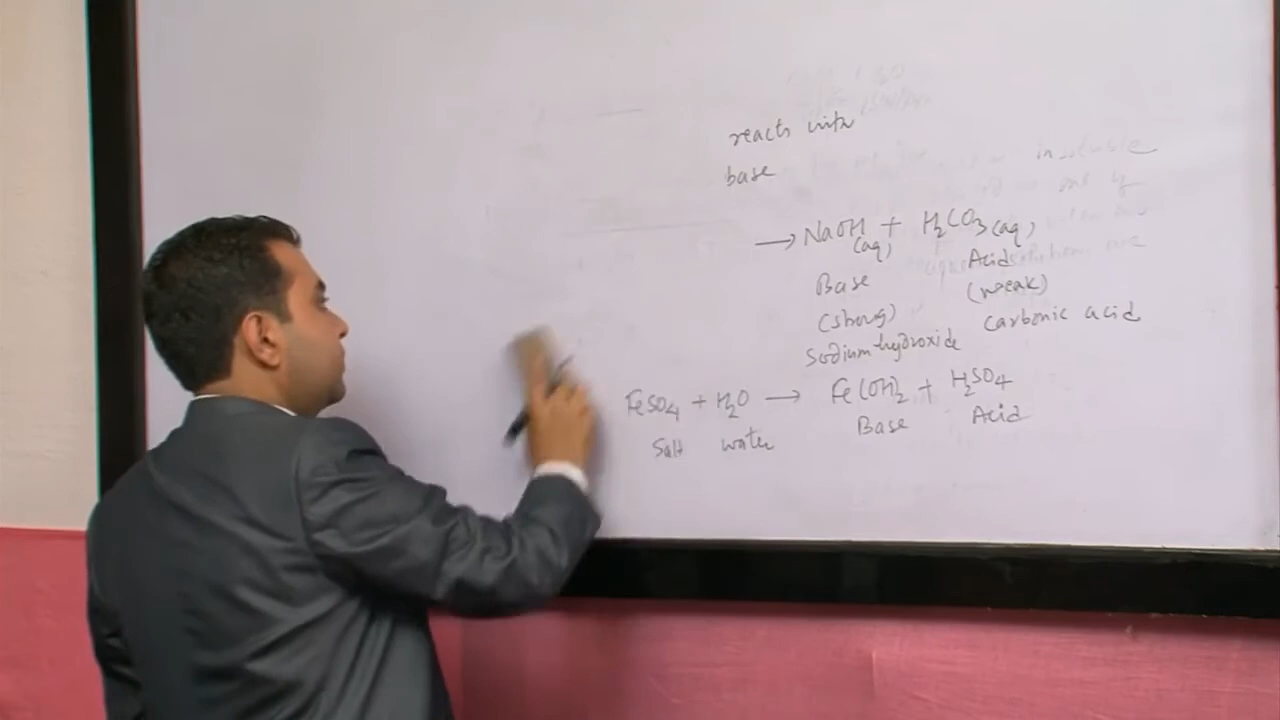 reacts with
base
insoluble
→ NaOH + H₂CO₃(aq)
(aq)
Base Acid
(strong) (weak)
Sodium hydroxide carbonic acid
FeSO₄ + H₂O → Fe(OH)₂ + H₂SO₄
Salt water Base Acid